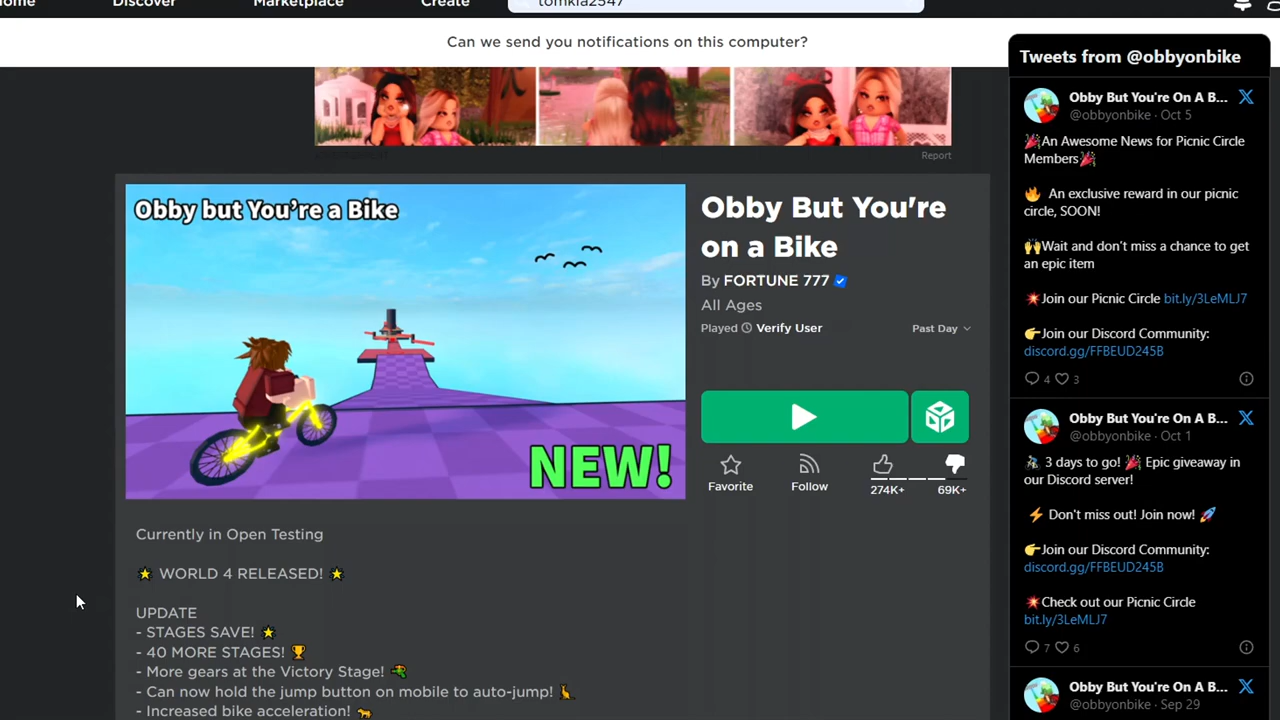 Home
Discover
Marketplace
Create
tomkla2547
Can we send you notifications on this computer?
Report
Obby but You're a Bike
NEW!
Obby But You're
on a Bike
By FORTUNE 777
All Ages
Played Verify User
Past Day
Favorite
Follow
274K+
69K+
Currently in Open Testing
WORLD 4 RELEASED!
UPDATE
- STAGES SAVE!
- 40 MORE STAGES!
- More gears at the Victory Stage!
- Can now hold the jump button on mobile to auto-jump!
- Increased bike acceleration!
Tweets from @obbyonbike
Obby But You're On A B...
@obbyonbike · Oct 5
🎉An Awesome News for Picnic Circle
Members🎉
🔥 An exclusive reward in our picnic
circle, SOON!
🙌Wait and don't miss a chance to get
an epic item
💥Join our Picnic Circle bit.ly/3LeMLJ7
👉Join our Discord Community:
discord.gg/FFBEUD245B
4 3
Obby But You're On A B...
@obbyonbike · Oct 1
🚴 3 days to go! 🎉 Epic giveaway in
our Discord server!
⚡ Don't miss out! Join now! 🚀
👉Join our Discord Community:
discord.gg/FFBEUD245B
💥Check out our Picnic Circle
bit.ly/3LeMLJ7
7 6
Obby But You're On A B...
@obbyonbike · Sep 29